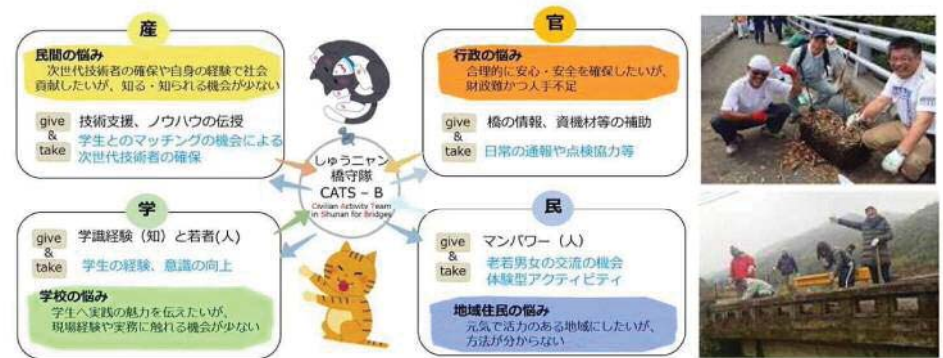 産
民間の悩み
次世代技術者の確保や自身の経験で社会
貢献したいが、知る・知られる機会が少ない
give
&
take
技術支援、ノウハウの伝授
学生とのマッチングの機会による
次世代技術者の確保
官
行政の悩み
合理的に安心・安全を確保したいが、
財政難かつ人手不足
give
&
take
橋の情報、資機材等の補助
日常の通報や点検協力等
しゅうニャン
橋守隊
CATS – B
Civilian Activity Team
in Shunan for Bridges
学
give
&
take
学識経験（知）と若者(人)
学生の経験、意識の向上
学校の悩み
学生へ実践の魅力を伝えたいが、
現場経験や実務に触れる機会が少ない
民
give
&
take
マンパワー（人）
老若男女の交流の機会
体験型アクティビティ
地域住民の悩み
元気で活力のある地域にしたいが、
方法が分からない